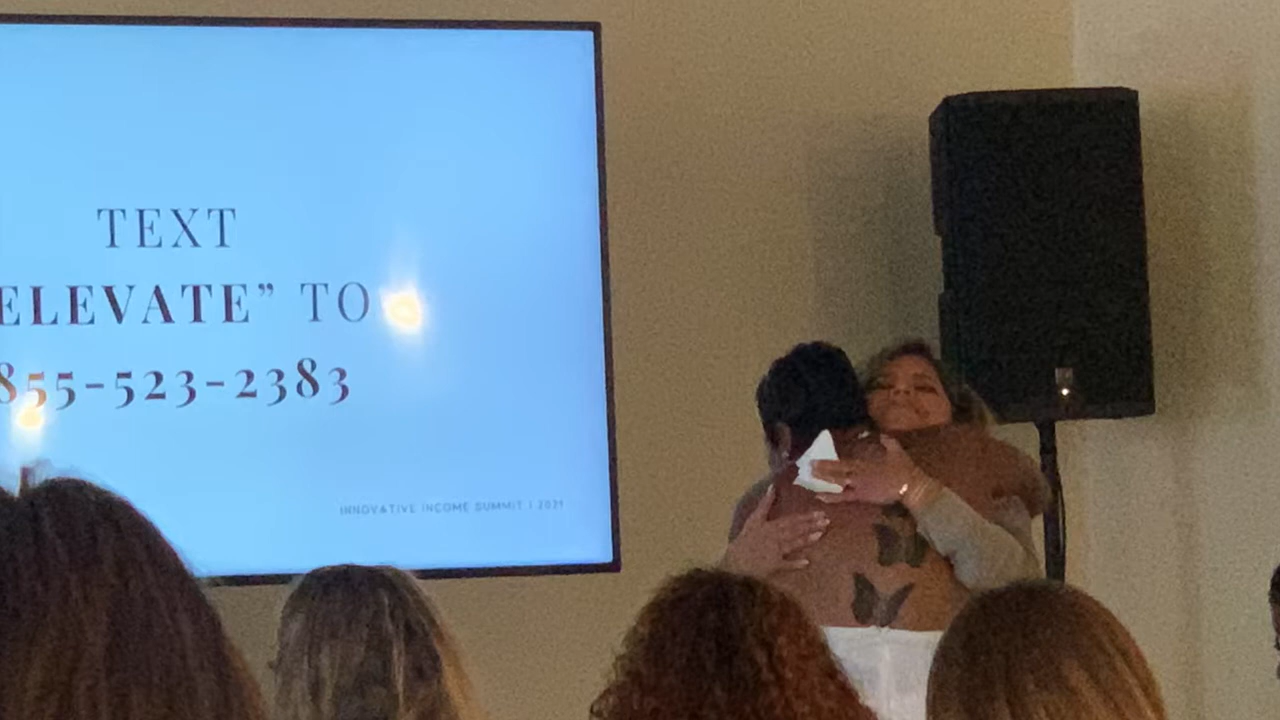 TEXT
ELEVATE” TO
855-523-2383
INNOVATIVE INCOME SUMMIT | 2021